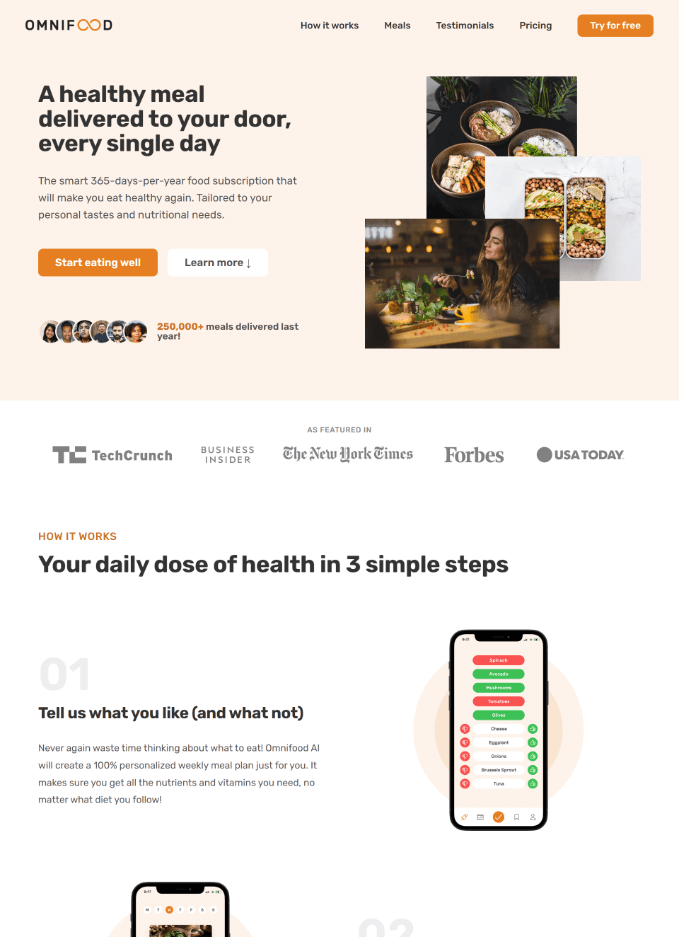 OMNIFOOD
How it works
Meals
Testimonials
Pricing
Try for free
A healthy meal
delivered to your door,
every single day
The smart 365-days-per-year food subscription that
will make you eat healthy again. Tailored to your
personal tastes and nutritional needs.
Start eating well
Learn more ↓
250,000+ meals delivered last
year!
AS FEATURED IN
TechCrunch
BUSINESS
INSIDER
The New York Times
Forbes
USA TODAY
HOW IT WORKS
Your daily dose of health in 3 simple steps
01
Tell us what you like (and what not)
Never again waste time thinking about what to eat! Omnifood AI
will create a 100% personalized weekly meal plan just for you. It
makes sure you get all the nutrients and vitamins you need, no
matter what diet you follow!
9:41
Spinach
Avocado
Mushrooms
Tomatoes
Olives
Cheese
Eggplant
Onions
Brussels Sprout
Tuna
9:41
M T W T F S S
02